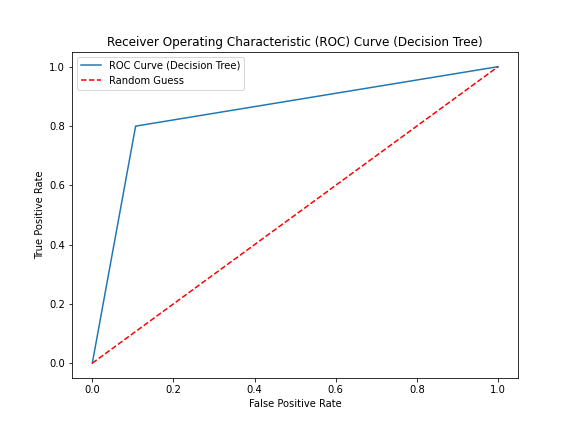 Receiver Operating Characteristic (ROC) Curve (Decision Tree)
ROC Curve (Decision Tree)
Random Guess
1.0
0.8
0.6
0.4
0.2
0.0
True Positive Rate
0.0 0.2 0.4 0.6 0.8 1.0
False Positive Rate